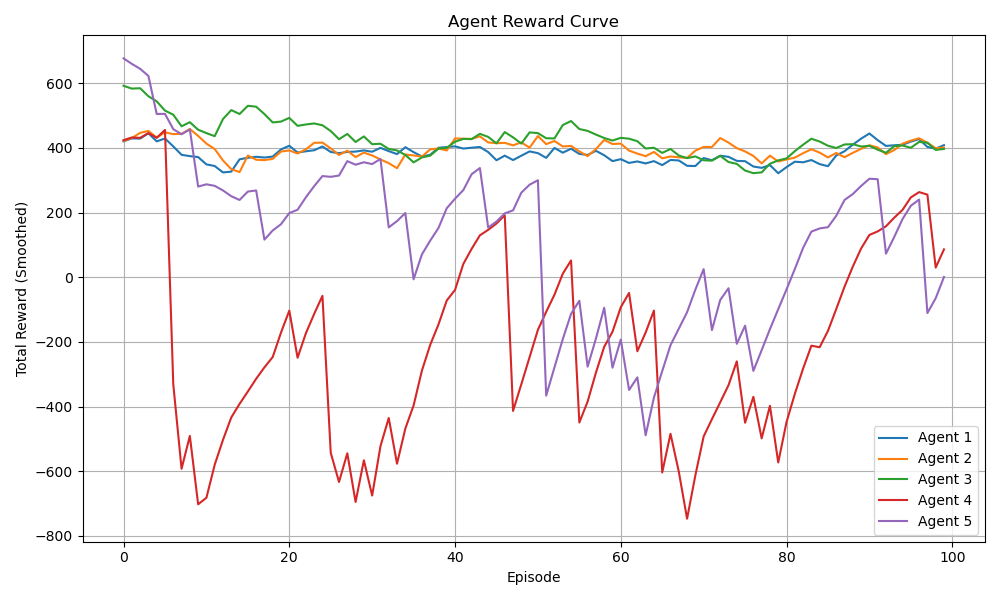 Agent Reward Curve
Total Reward (Smoothed)
600
400
200
0
−200
−400
−600
−800
0 20 40 60 80 100
Episode
Agent 1
Agent 2
Agent 3
Agent 4
Agent 5